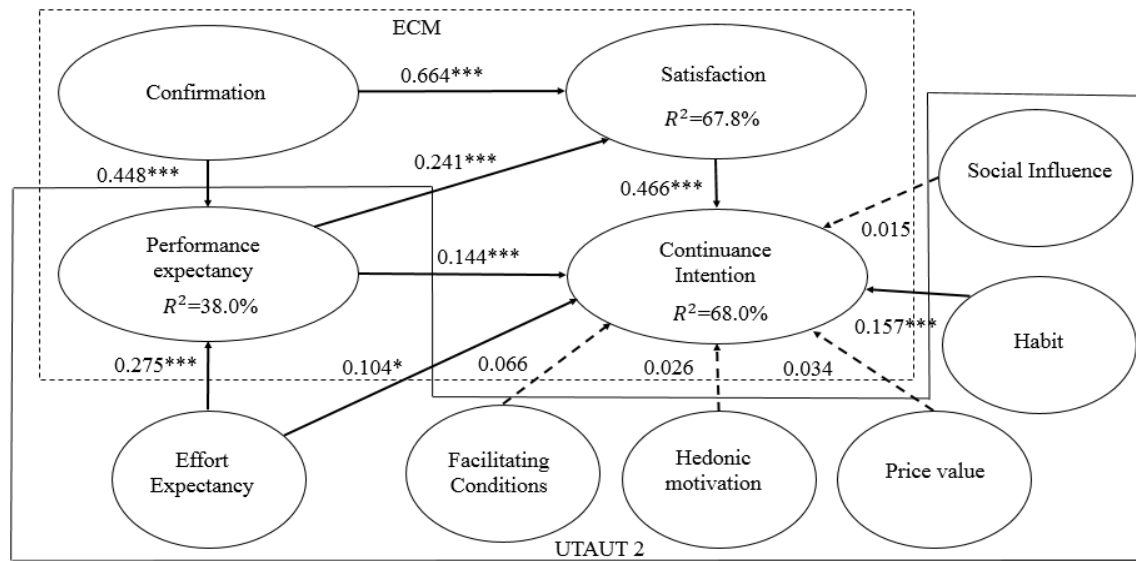 ECM
Confirmation
0.664***
Satisfaction
R²=67.8%
0.448***
0.241***
0.466***
Social Influence
0.015
Performance
expectancy
R²=38.0%
0.144***
Continuance
Intention
R²=68.0%
0.157***
Habit
0.275***
0.104*
0.066
0.026
0.034
Effort
Expectancy
Facilitating
Conditions
Hedonic
motivation
Price value
UTAUT 2